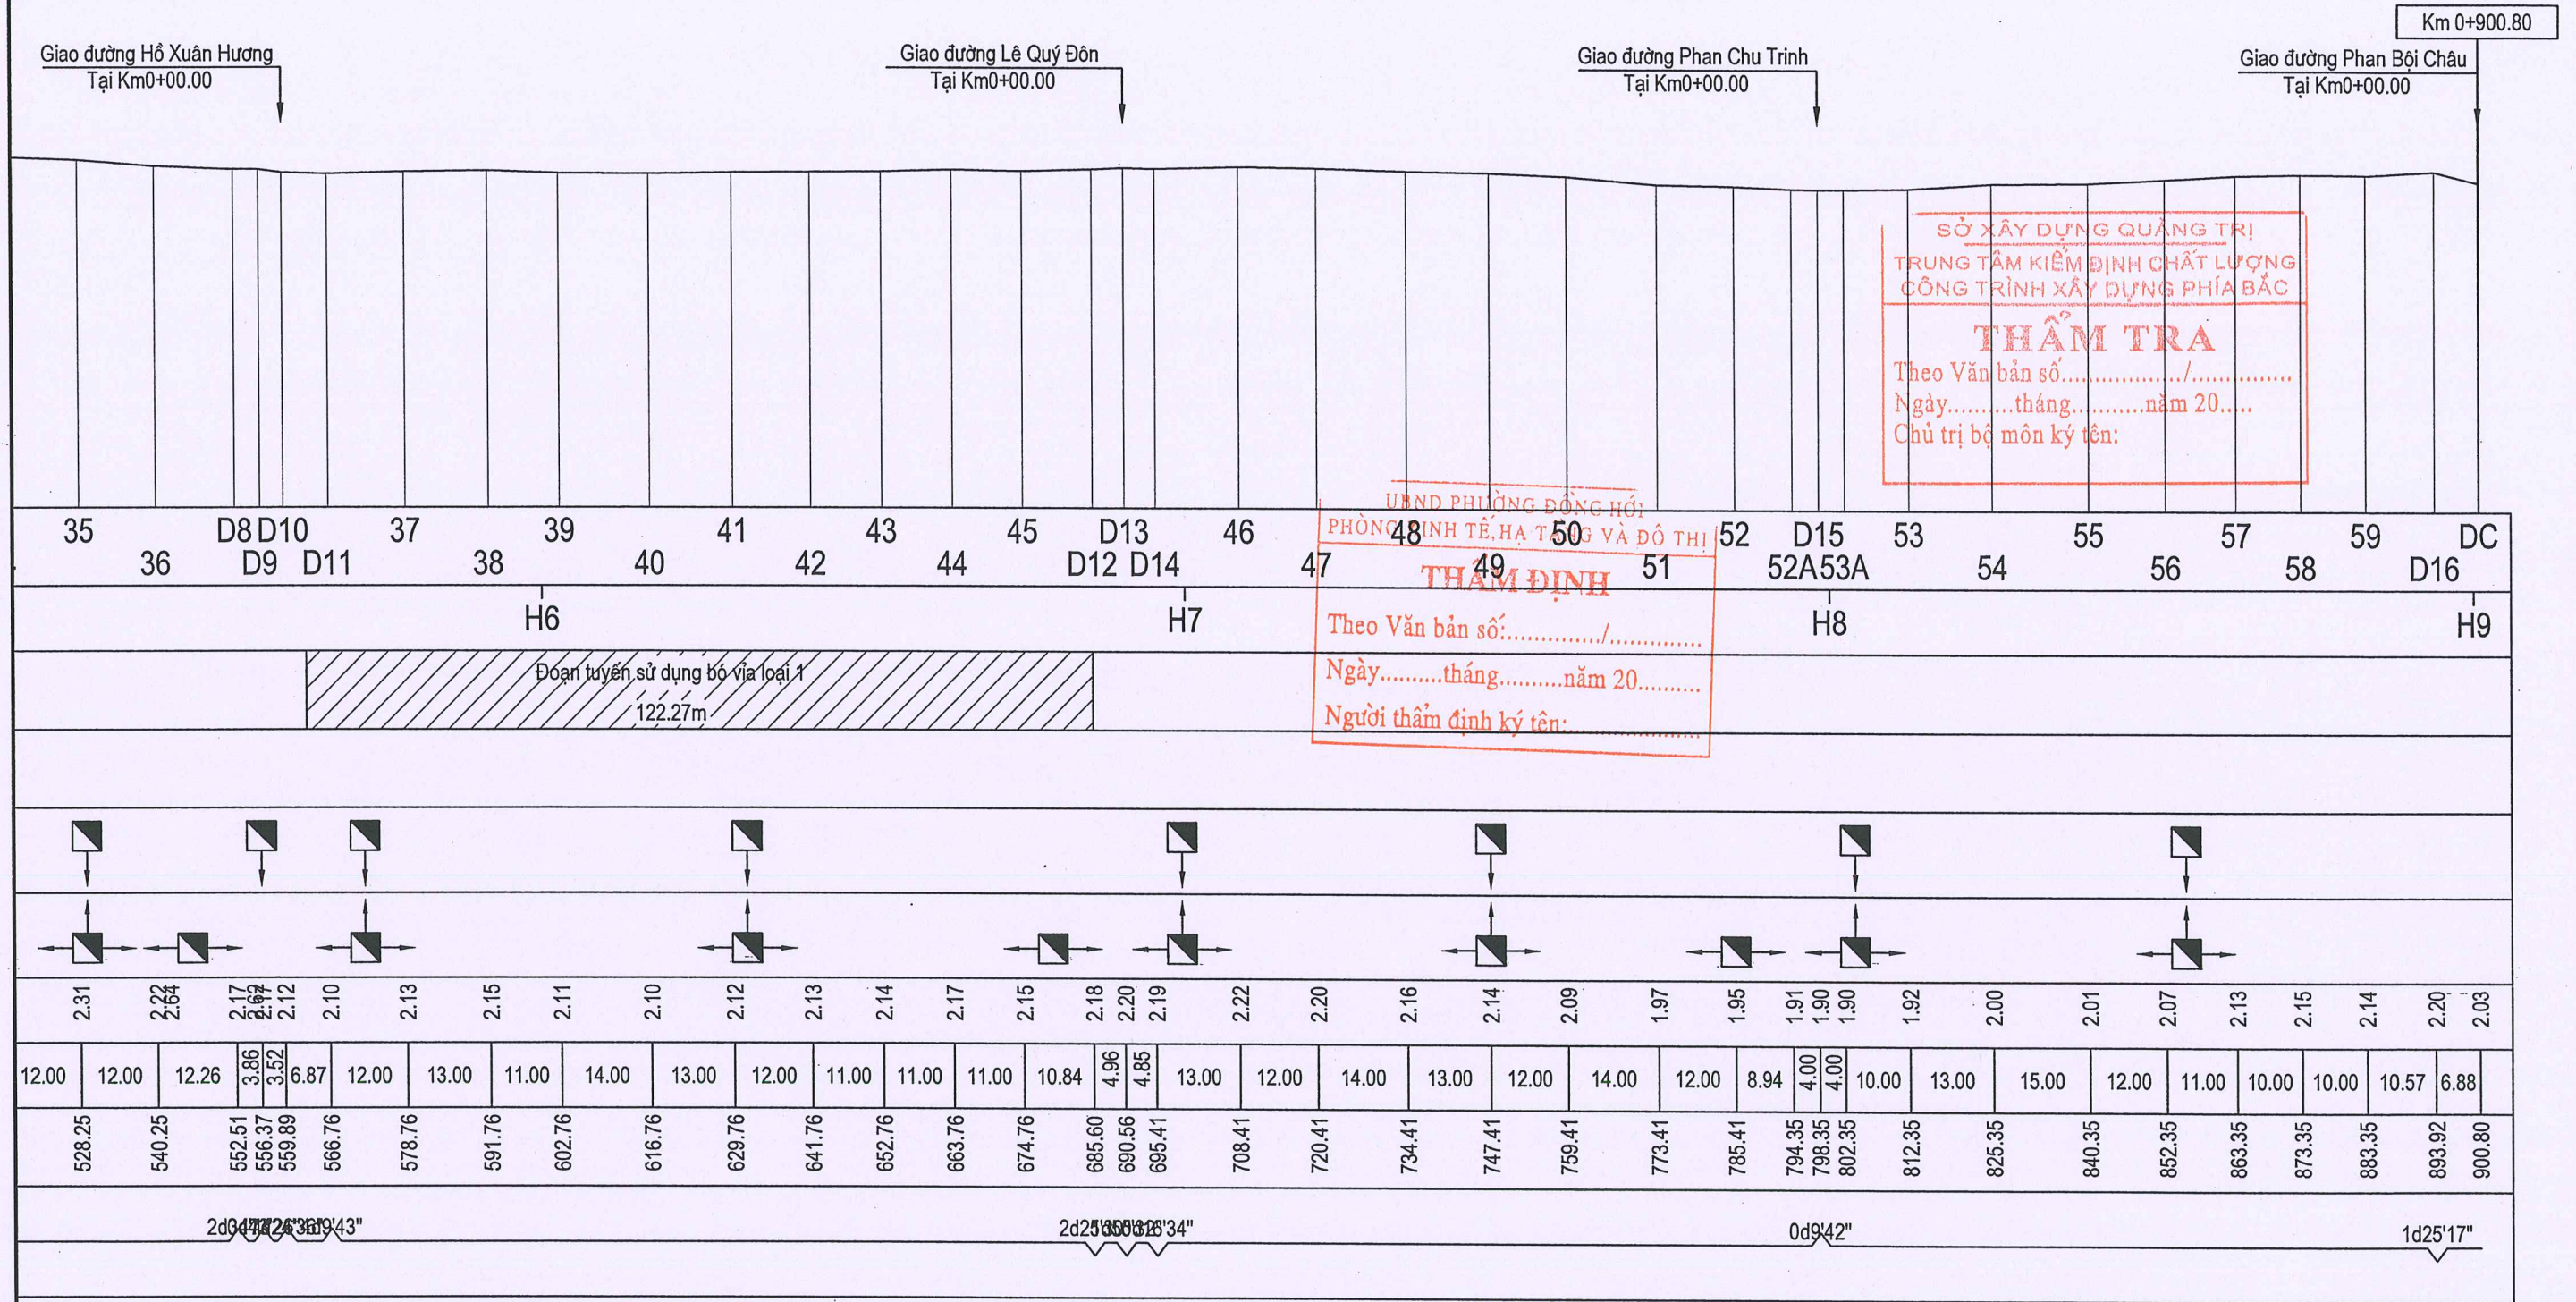 Km 0+900.80
Giao đường Hồ Xuân Hương
Tại Km0+00.00
Giao đường Lê Quý Đôn
Tại Km0+00.00
Giao đường Phan Chu Trinh
Tại Km0+00.00
Giao đường Phan Bội Châu
Tại Km0+00.00
SỞ XÂY DỰNG QUẢNG TRỊ
TRUNG TÂM KIỂM ĐỊNH CHẤT LƯỢNG
CÔNG TRÌNH XÂY DỰNG PHÍA BẮC
THẨM TRA
Theo Văn bản số................../...............
Ngày..........tháng...........năm 20.....
Chủ trị bộ môn ký tên:
UBND PHƯỜNG ĐỒNG HỚI
PHÒNG KINH TẾ, HẠ TẦNG VÀ ĐÔ THỊ
THẨM ĐỊNH
Theo Văn bản số:............../..............
Ngày..........tháng..........năm 20..........
Người thẩm định ký tên:.....................
35 D8 D10 37 39 41 43 45 D13 46 48 50 52 D15 53 55 57 59 DC
36 D9 D11 38 40 42 44 D12 D14 47 49 51 52A 53A 54 56 58 D16
H6 H7 H8 H9
Đoạn tuyến sử dụng bó vỉa loại 1
122.27m
2.31 2.22 2.64 2.17 2.17 2.12 2.10 2.13 2.15 2.11 2.10 2.12 2.13 2.14 2.17 2.15 2.18 2.20 2.19 2.22 2.20 2.16 2.14 2.09 1.97 1.95 1.91 1.90 1.90 1.92 2.00 2.01 2.07 2.13 2.15 2.14 2.20 2.03
12.00 12.00 12.26 3.86 3.52 6.87 12.00 13.00 11.00 14.00 13.00 12.00 11.00 11.00 11.00 10.84 4.96 4.85 13.00 12.00 14.00 13.00 12.00 14.00 12.00 8.94 4.00 4.00 10.00 13.00 15.00 12.00 11.00 10.00 10.00 10.57 6.88
528.25 540.25 552.51 556.37 559.89 566.76 578.76 591.76 602.76 616.76 629.76 641.76 652.76 663.76 674.76 685.60 690.56 695.41 708.41 720.41 734.41 747.41 759.41 773.41 785.41 794.35 798.35 802.35 812.35 825.35 840.35 852.35 863.35 873.35 883.35 893.92 900.80
0d9'42" 1d25'17"